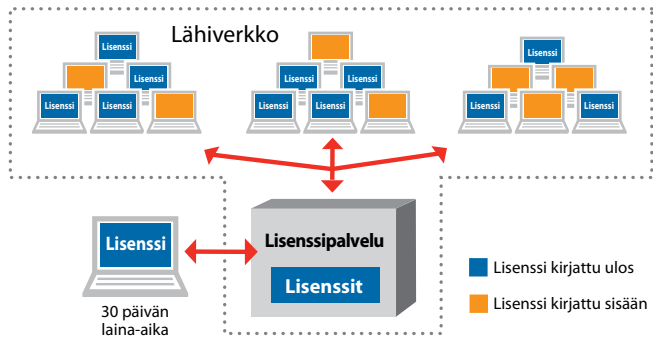 Lähiverkko
Lisenssi
Lisenssi
Lisenssi Lisenssi
Lisenssi Lisenssi
Lisenssi Lisenssi
Lisenssi
Lisenssi Lisenssi
Lisenssi
Lisenssipalvelu
Lisenssit
30 päivän
laina-aika
Lisenssi kirjattu ulos
Lisenssi kirjattu sisään